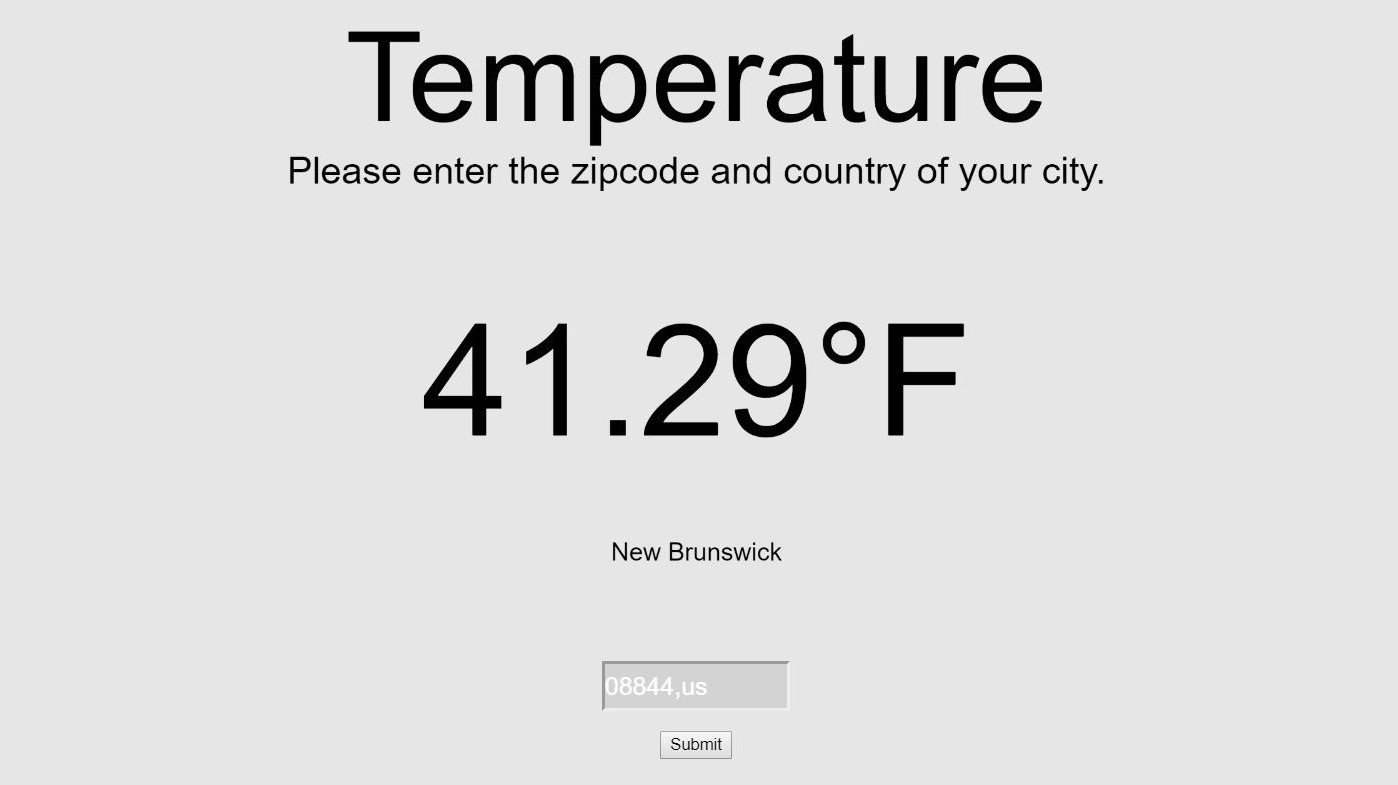 Temperature
Please enter the zipcode and country of your city.
41.29°F
New Brunswick
08844,us
Submit